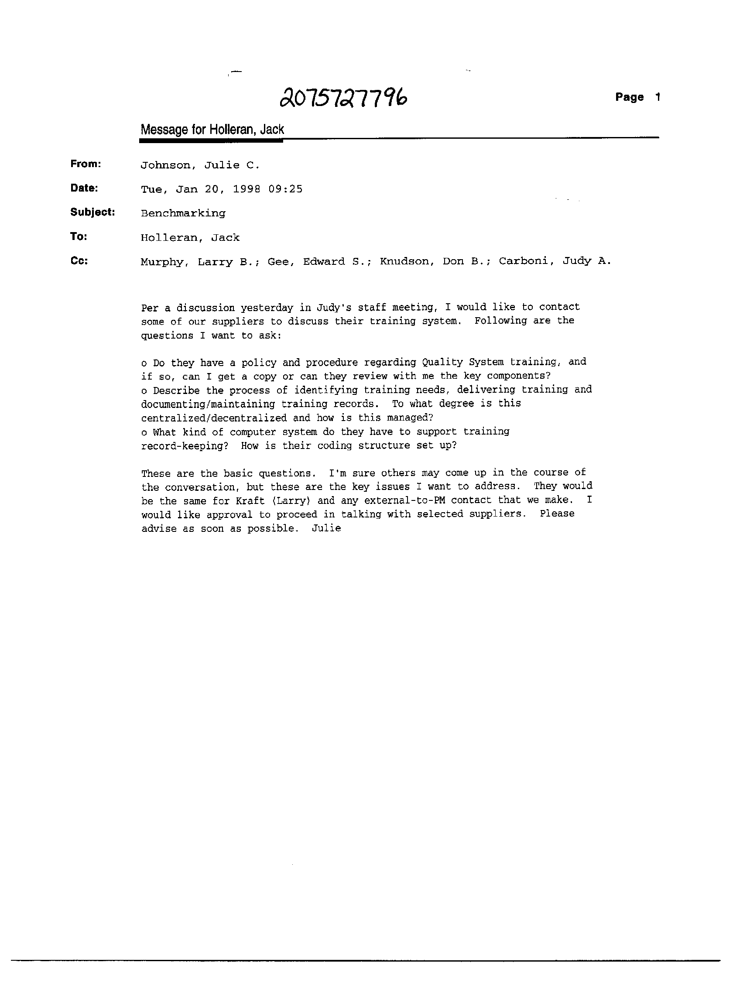 2075727796
Page 1
Message for Holleran, Jack
From: Johnson, Julie C.
Date: Tue, Jan 20, 1998 09:25
Subject: Benchmarking
To: Holleran, Jack
Cc: Murphy, Larry B.; Gee, Edward S.; Knudson, Don B.; Carboni, Judy A.
Per a discussion yesterday in Judy's staff meeting, I would like to contact
some of our suppliers to discuss their training system. Following are the
questions I want to ask:
o Do they have a policy and procedure regarding Quality System training, and
if so, can I get a copy or can they review with me the key components?
o Describe the process of identifying training needs, delivering training and
documenting/maintaining training records. To what degree is this
centralized/decentralized and how is this managed?
o What kind of computer system do they have to support training
record-keeping? How is their coding structure set up?
These are the basic questions. I'm sure others may come up in the course of
the conversation, but these are the key issues I want to address. They would
be the same for Kraft (Larry) and any external-to-PM contact that we make. I
would like approval to proceed in talking with selected suppliers. Please
advise as soon as possible. Julie